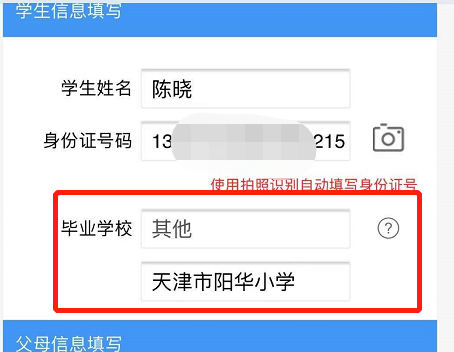 学生信息填写
学生姓名 陈晓
身份证号码 13 215
使用拍照识别自动填写身份证号
毕业学校 其他 ?
天津市阳华小学
父母信息填写